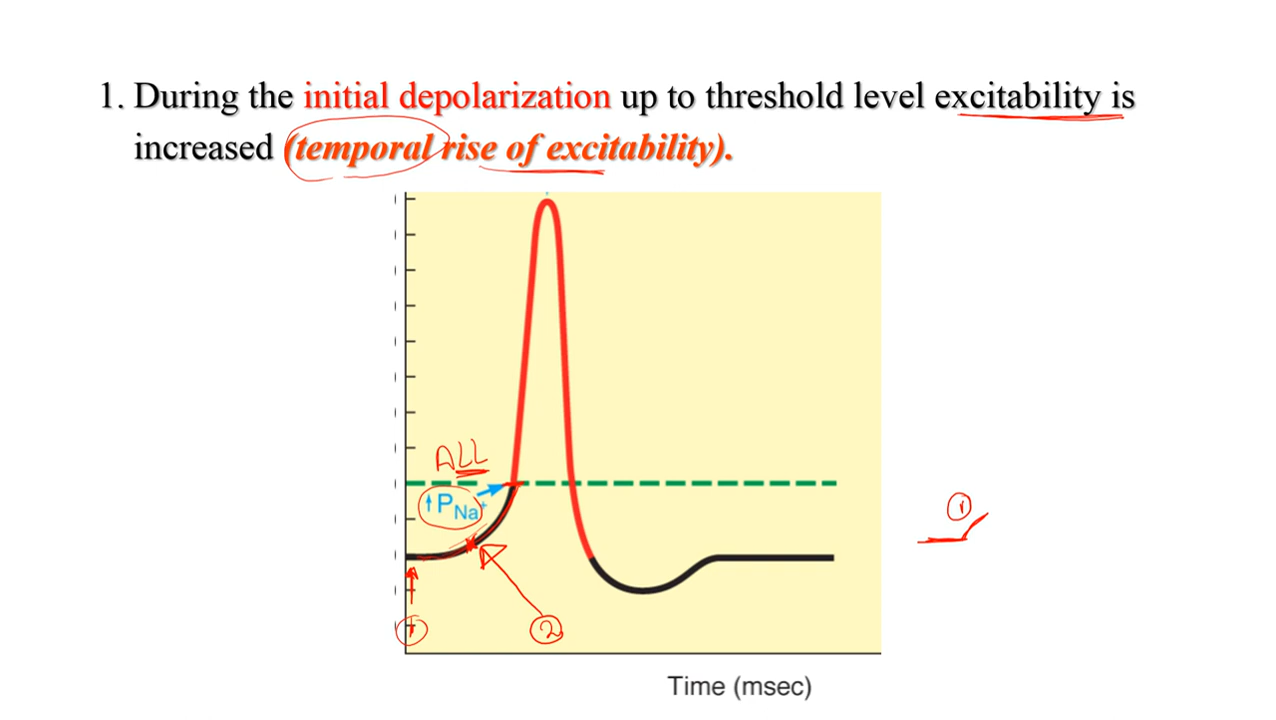 1. During the initial depolarization up to threshold level excitability is
increased (temporal rise of excitability).
ALL
↑PNa+
1
1
2
Time (msec)